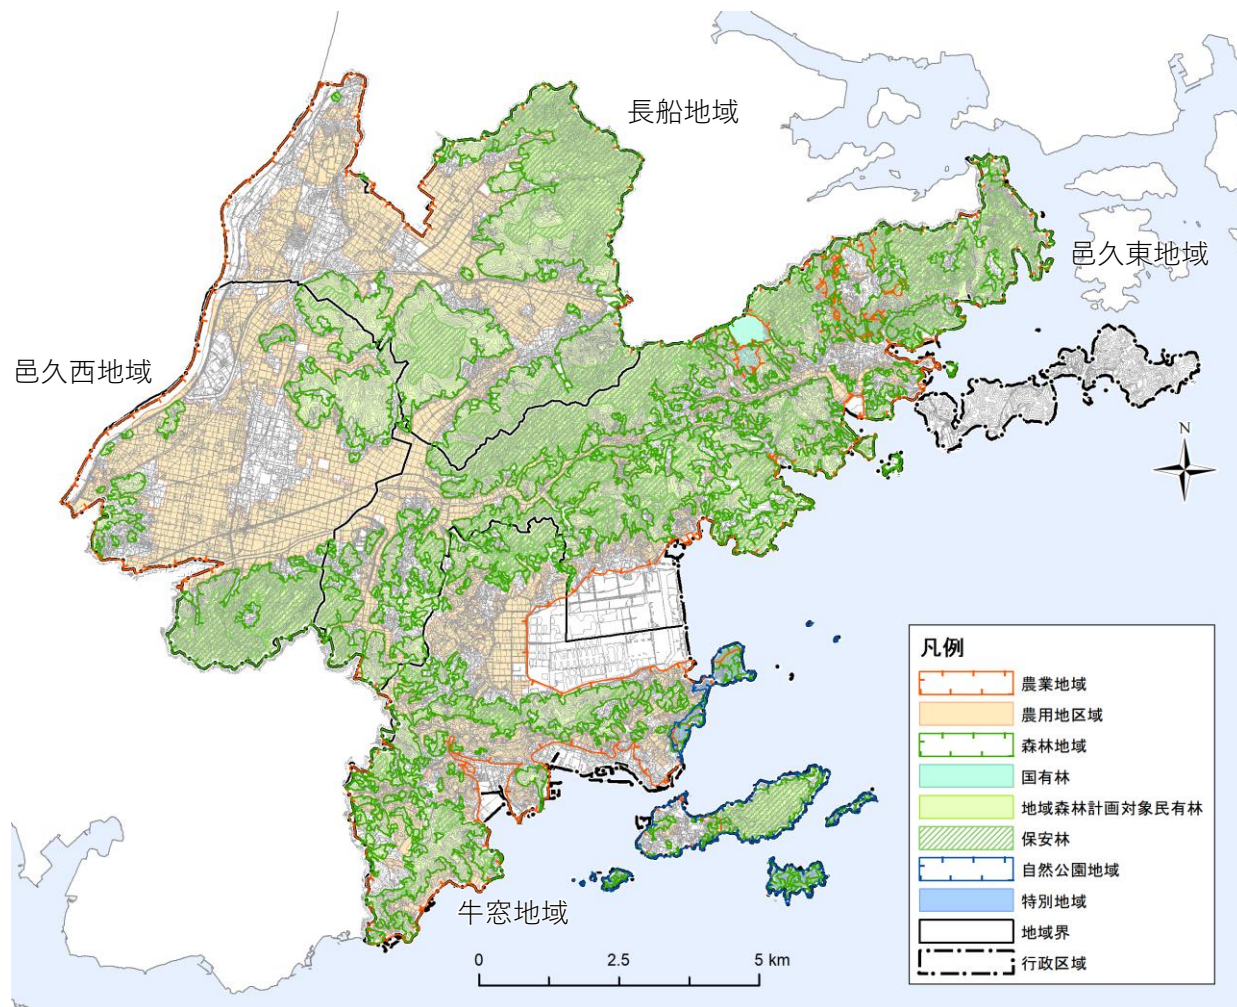 長船地域
邑久東地域
邑久西地域
N
牛窓地域
0 2.5 5 km
凡例
農業地域
農用地区域
森林地域
国有林
地域森林計画対象民有林
保安林
自然公園地域
特別地域
地域界
行政区域